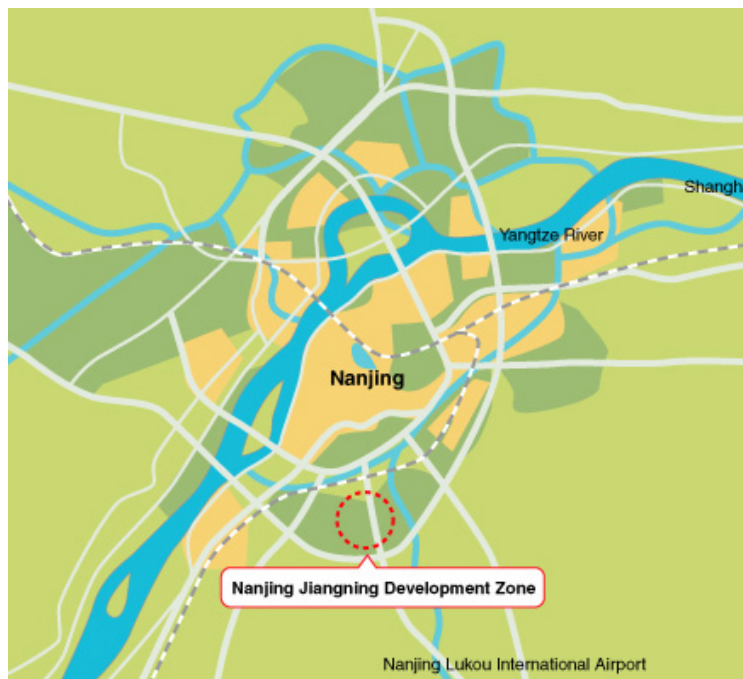 Shangh
Yangtze River
Nanjing
Nanjing Jiangning Development Zone
Nanjing Lukou International Airport